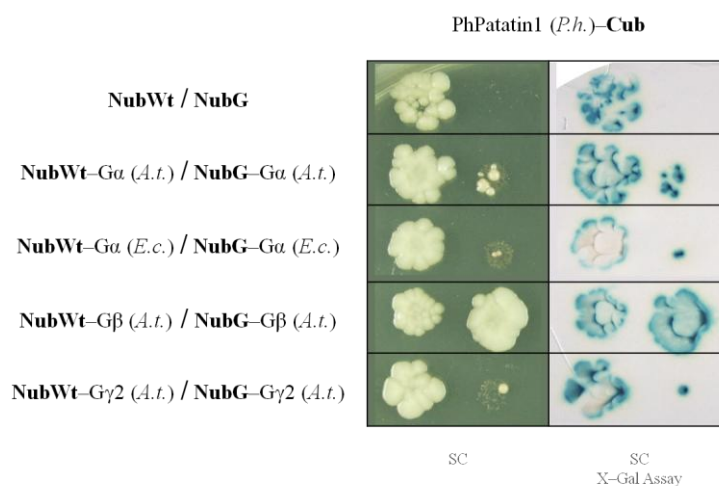 PhPatatin1 (P.h.)–Cub
NubWt / NubG
NubWt–Gα (A.t.) / NubG–Gα (A.t.)
NubWt–Gα (E.c.) / NubG–Gα (E.c.)
NubWt–Gβ (A.t.) / NubG–Gβ (A.t.)
NubWt–Gγ2 (A.t.) / NubG–Gγ2 (A.t.)
SC SC
X–Gal Assay